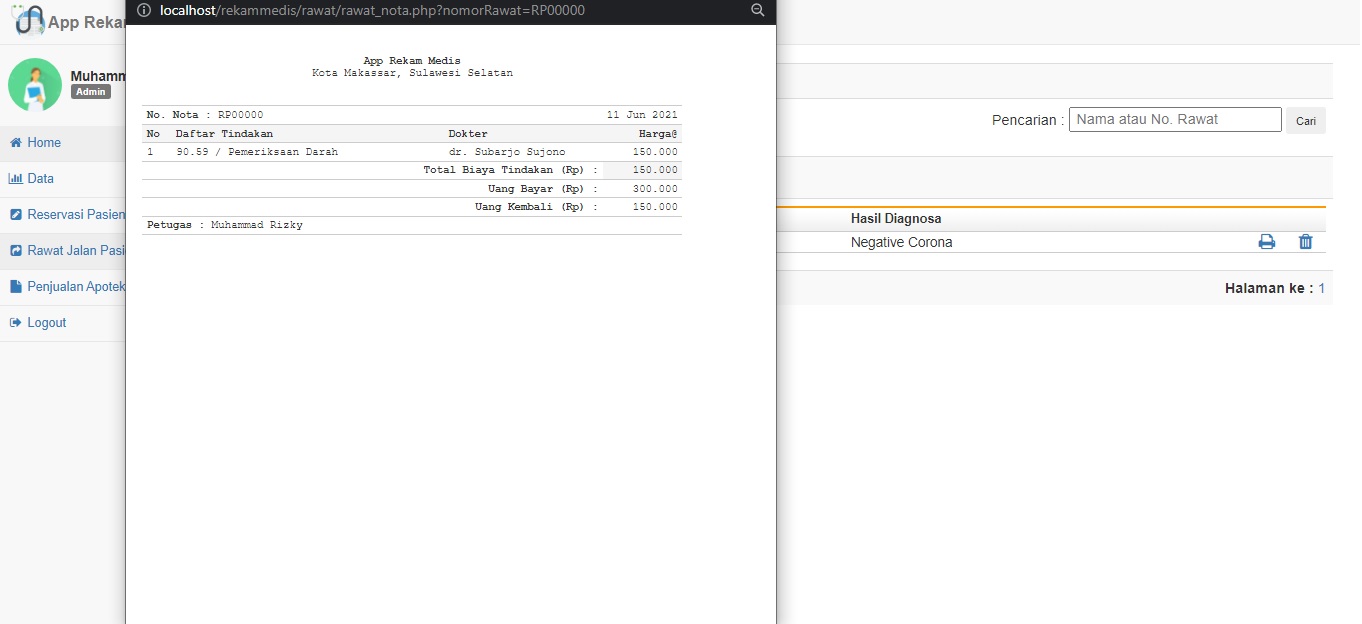 localhost/rekammedis/rawat/rawat_nota.php?nomorRawat=RP00000
App Reka
Muhamm
Admin
Home
Data
Reservasi Pasien
Rawat Jalan Pasi
Penjualan Apotek
Logout
App Rekam Medis
Kota Makassar, Sulawesi Selatan
No. Nota : RP00000 11 Jun 2021
No Daftar Tindakan Dokter Harga@
1 90.59 / Pemeriksaan Darah dr. Subarjo Sujono 150.000
Total Biaya Tindakan (Rp) : 150.000
Uang Bayar (Rp) : 300.000
Uang Kembali (Rp) : 150.000
Petugas : Muhammad Rizky
Pencarian : Nama atau No. Rawat Cari
Hasil Diagnosa
Negative Corona
Halaman ke : 1